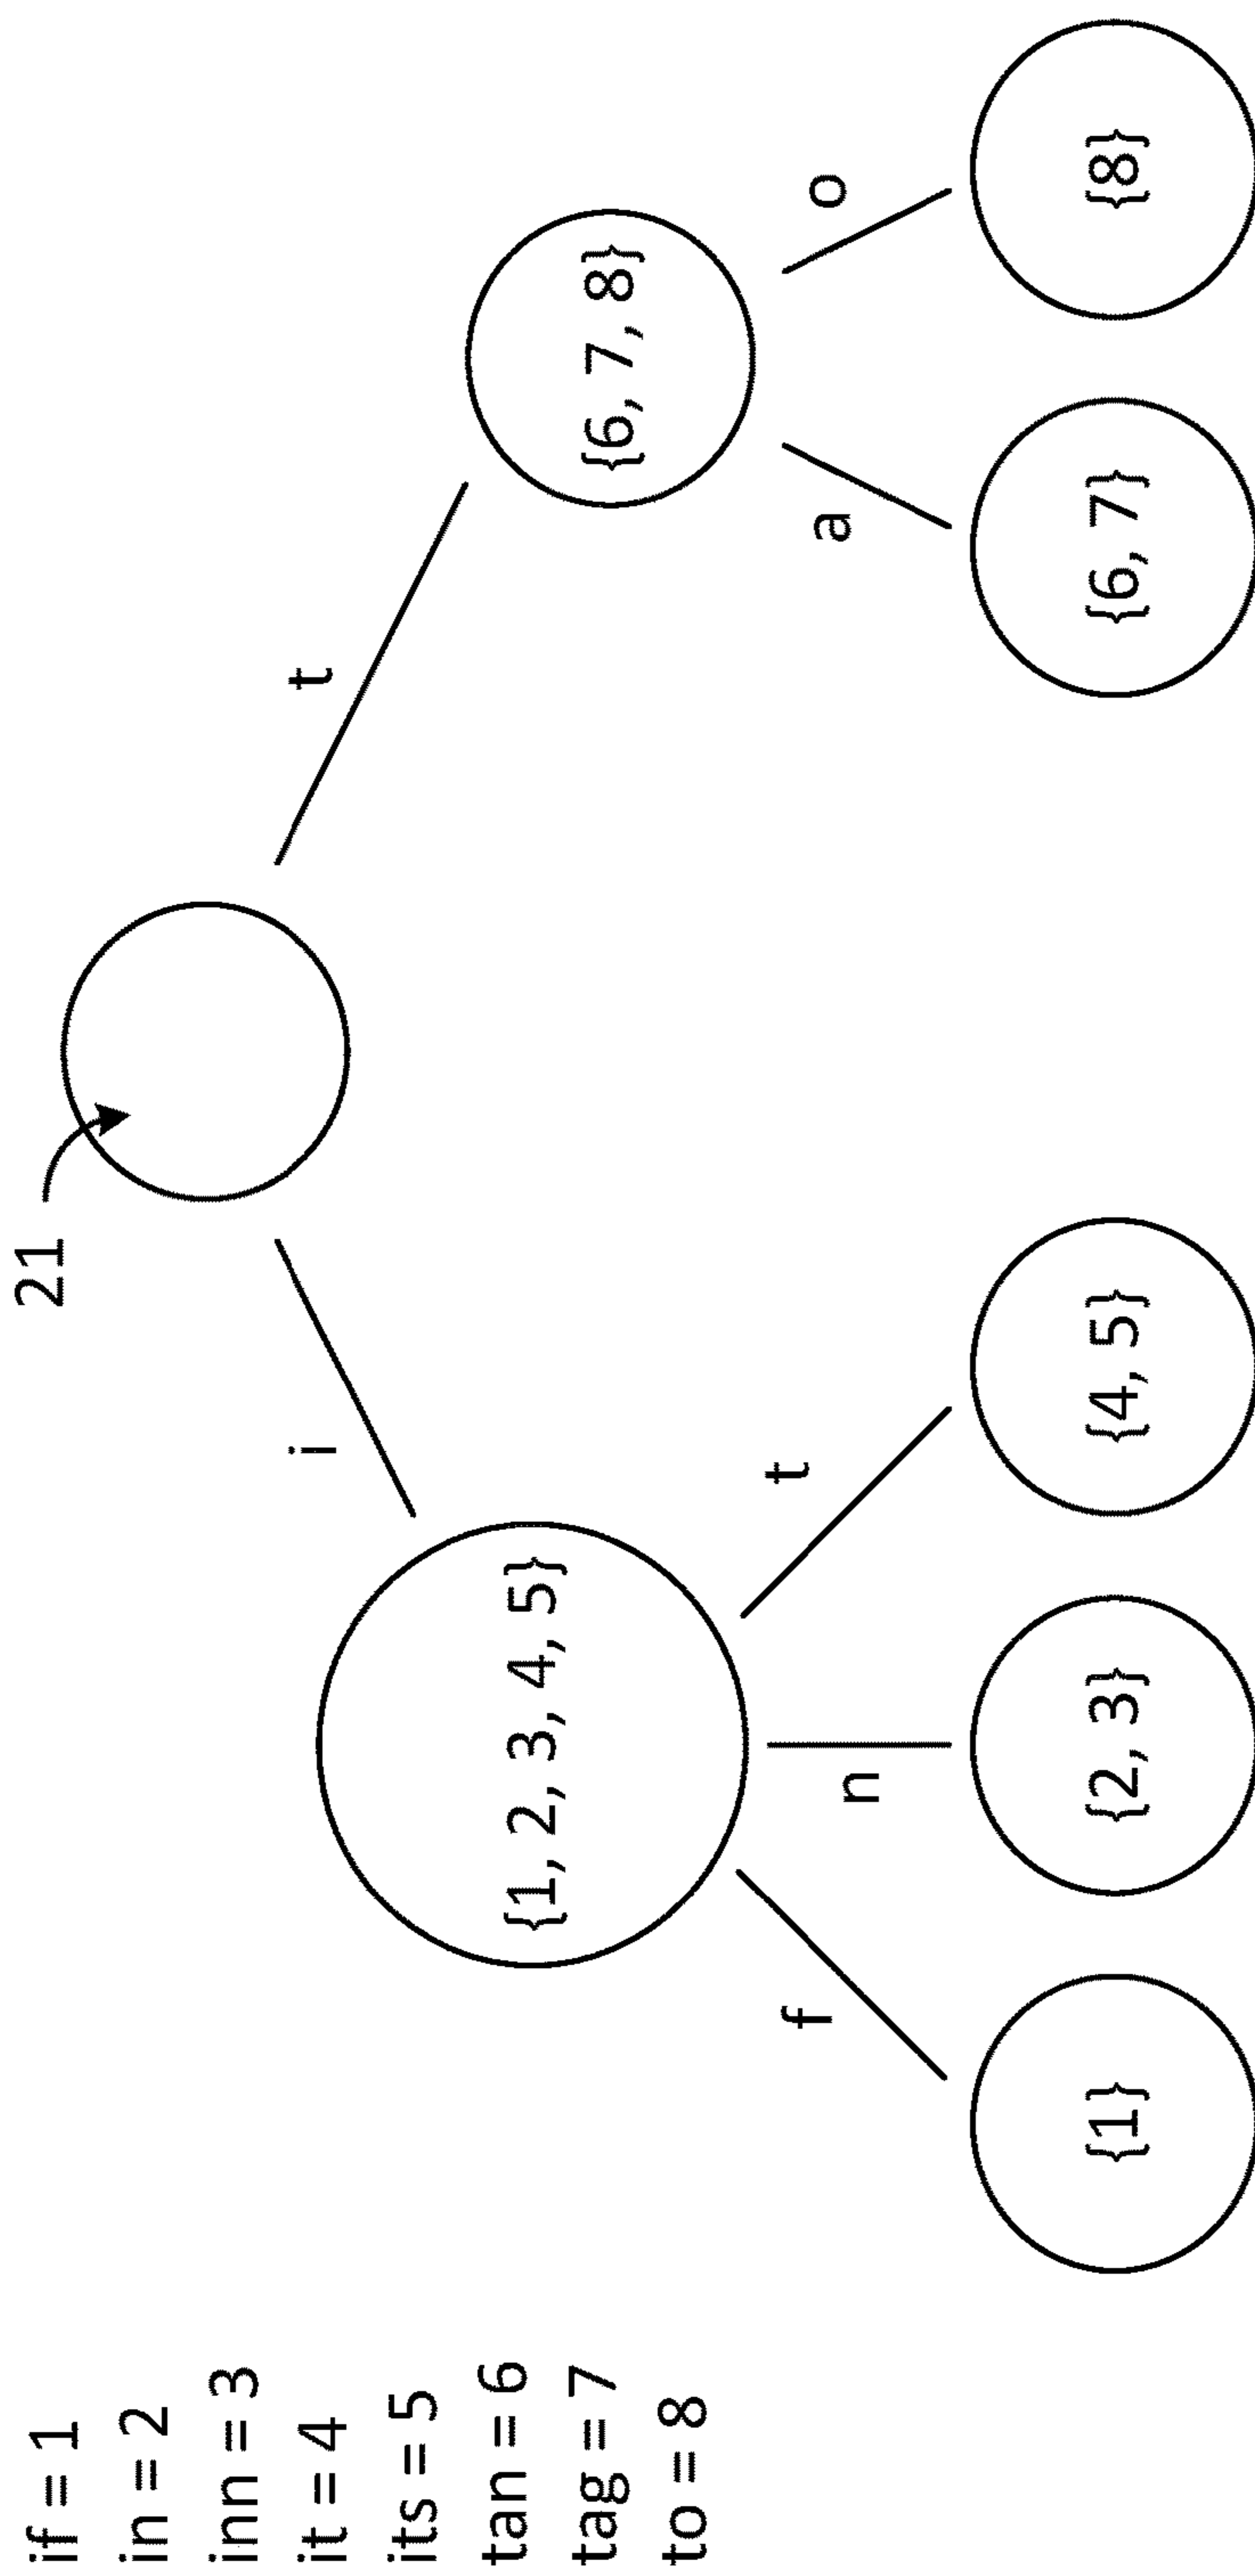 if = 1
in = 2
inn = 3
it = 4
its = 5
tan = 6
tag = 7
to = 8
21
i
t
{1, 2, 3, 4, 5}
{6, 7, 8}
f
n
t
a
o
{1}
{2, 3}
{4, 5}
{6, 7}
{8}